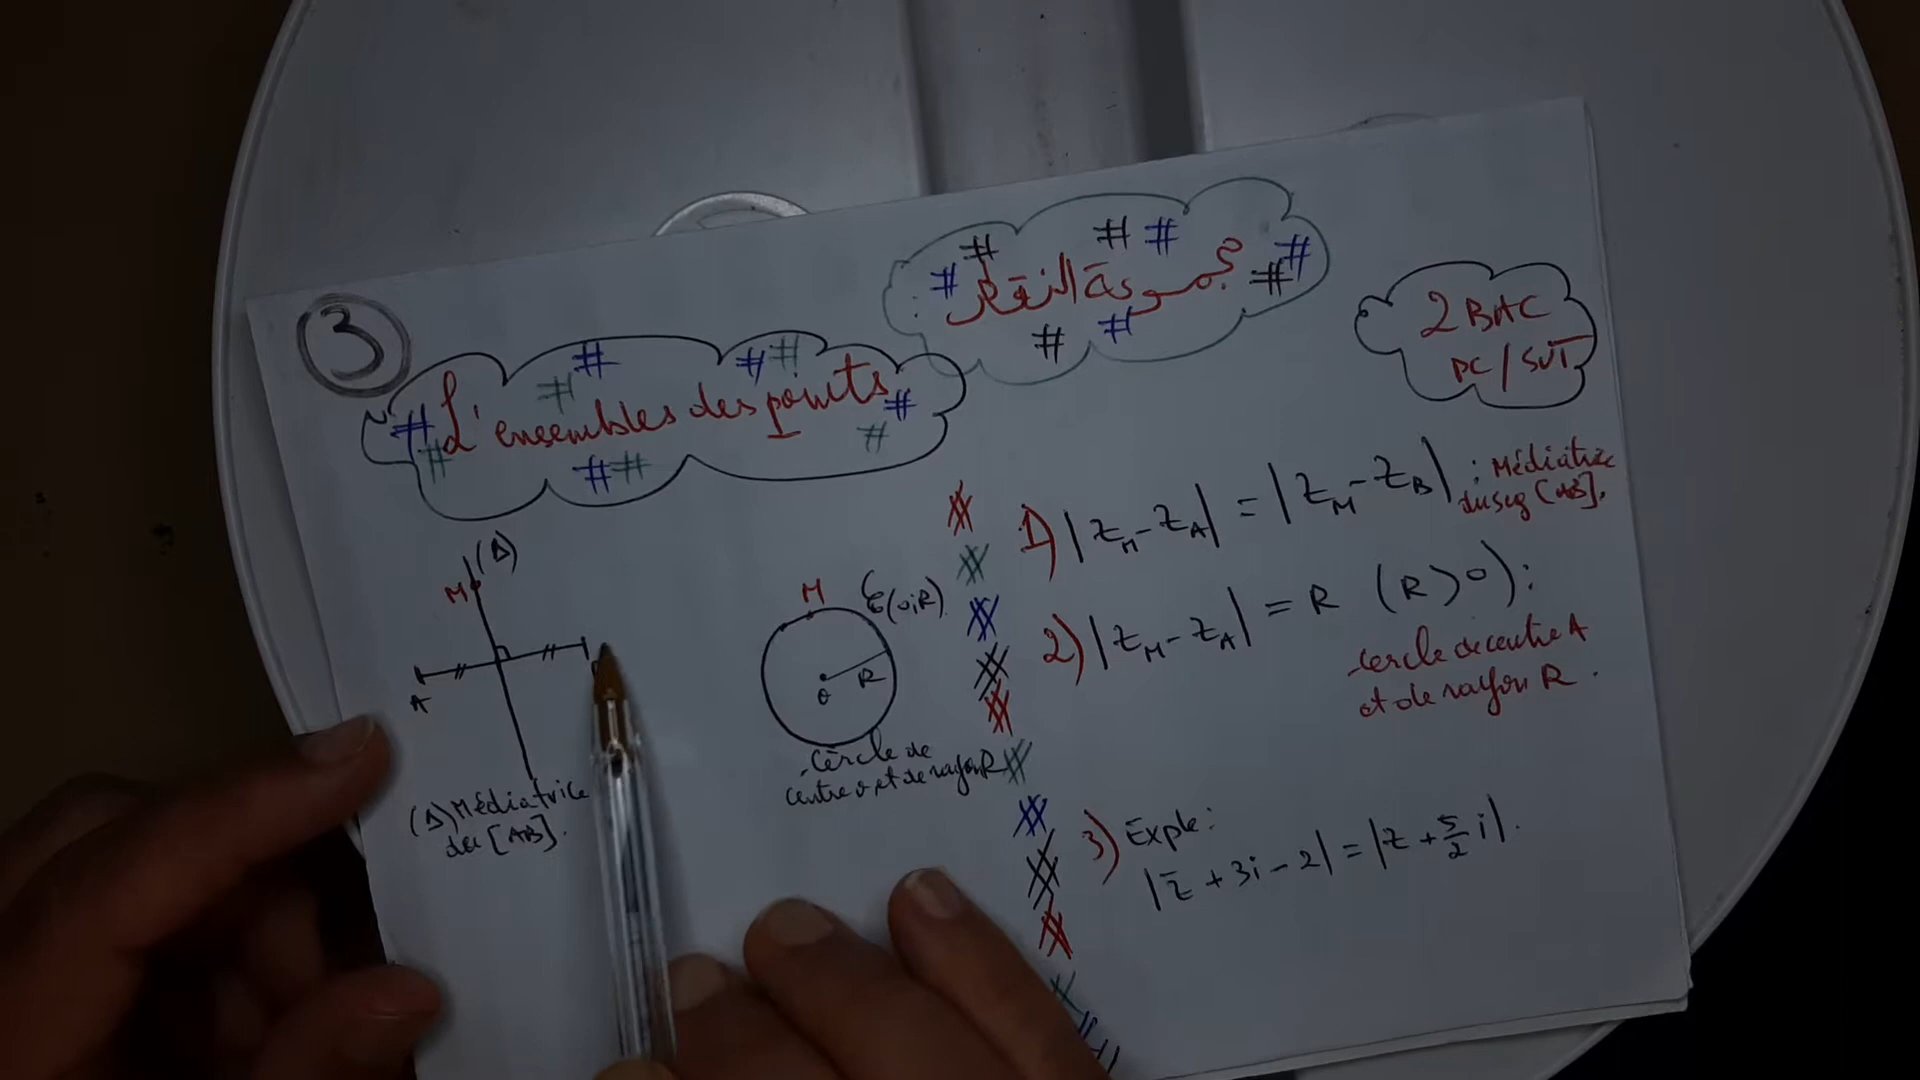 3
# مجموعة النقط #
2 BAC
PC / SVT
L'ensembles des points
(Δ)
M
A
(Δ) Médiatrice
de [AB].
M
C(o;R)
R
o
cercle de
centre o et de rayon R
1) |z_M - z_A| = |z_M - z_B| : Médiatrice
du seg [AB].
2) |z_M - z_A| = R (R>0) :
cercle de centre A
et de rayon R.
3) Exple :
|z̄ + 3i - 2| = |z + 5/2 i|.